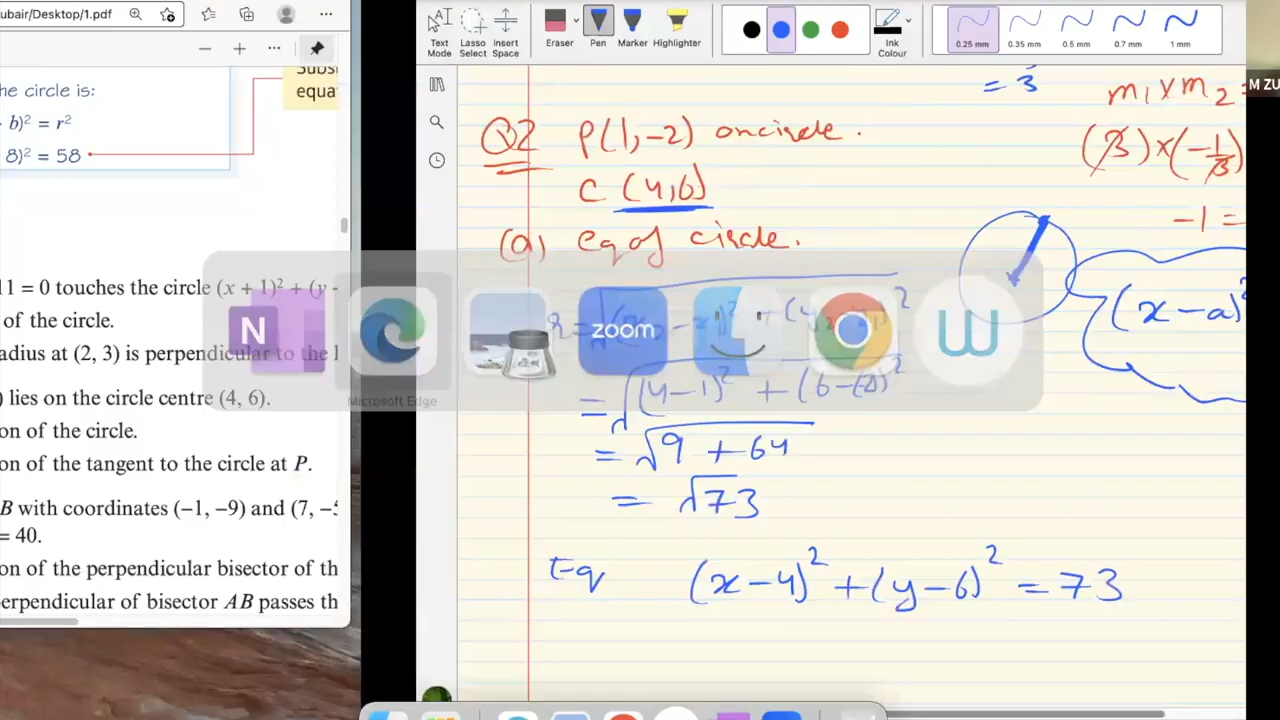 ubair/Desktop/1.pdf
Text Mode
Lasso Select
Insert Space
Eraser
Pen
Marker
Highlighter
Ink Colour
0.25 mm
0.35 mm
0.5 mm
0.7 mm
1 mm
M ZU
he circle is:
b)² = r²
8)² = 58
Subs
equa
11 = 0 touches the circle (x + 1)² + (y
of the circle.
adius at (2, 3) is perpendicular to the l
) lies on the circle centre (4, 6).
on of the circle.
on of the tangent to the circle at P.
B with coordinates (−1, −9) and (7, −5
= 40.
on of the perpendicular bisector of th
erpendicular of bisector AB passes th
= 3
m₁ x m₂ =
(3) x (-1/3)
-1 =
Q2 P(1,-2) on circle.
C (4,6)
(a) eq of circle.
(x-a)²
N
zoom
W
Microsoft Edge
= √(4-1)² + (6-(-2))²
= √9 + 64
= √73
Eq (x-4)² + (y-6)² = 73